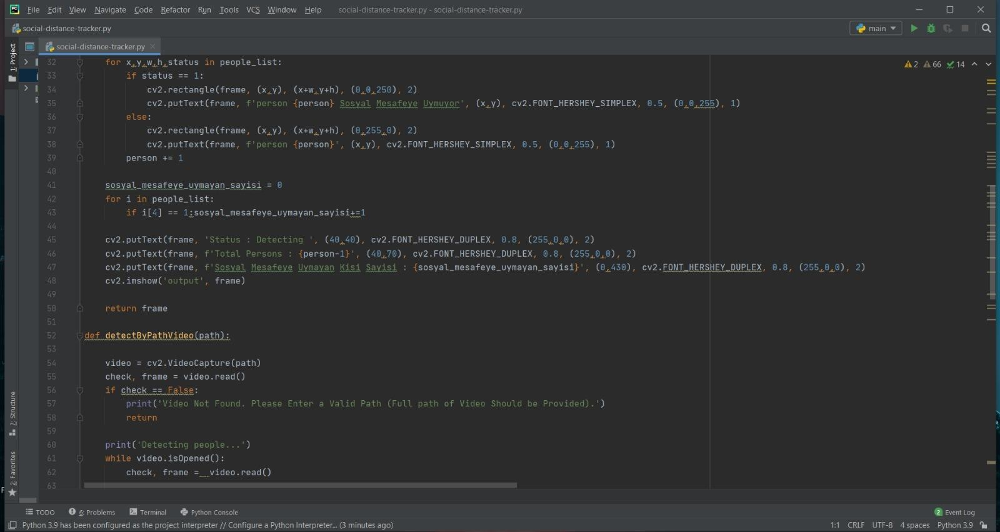 File Edit View Navigate Code Refactor Run Tools VCS Window Help social-distance-tracker.py - social-distance-tracker.py
social-distance-tracker.py main
1: Project
social-distance-tracker.py
2 66 14
32 for x,y,w,h,status in people_list:
33 if status == 1:
34 cv2.rectangle(frame, (x,y), (x+w,y+h), (0,0,250), 2)
35 cv2.putText(frame, f'person {person} Sosyal Mesafeye Uymuyor', (x,y), cv2.FONT_HERSHEY_SIMPLEX, 0.5, (0,0,255), 1)
36 else:
37 cv2.rectangle(frame, (x,y), (x+w,y+h), (0,255,0), 2)
38 cv2.putText(frame, f'person {person}', (x,y), cv2.FONT_HERSHEY_SIMPLEX, 0.5, (0,0,255), 1)
39 person += 1
40
41 sosyal_mesafeye_uymayan_sayisi = 0
42 for i in people_list:
43 if i[4] == 1:sosyal_mesafeye_uymayan_sayisi+=1
44
45 cv2.putText(frame, 'Status : Detecting ', (40,40), cv2.FONT_HERSHEY_DUPLEX, 0.8, (255,0,0), 2)
46 cv2.putText(frame, f'Total Persons : {person-1}', (40,70), cv2.FONT_HERSHEY_DUPLEX, 0.8, (255,0,0), 2)
47 cv2.putText(frame, f'Sosyal Mesafeye Uymayan Kisi Sayisi : {sosyal_mesafeye_uymayan_sayisi}', (0,430), cv2.FONT_HERSHEY_DUPLEX, 0.8, (255,0,0), 2)
48 cv2.imshow('output', frame)
49
50 return frame
51
52 def detectByPathVideo(path):
53
54 video = cv2.VideoCapture(path)
55 check, frame = video.read()
56 if check == False:
57 print('Video Not Found. Please Enter a Valid Path (Full path of Video Should be Provided).')
58 return
59
60 print('Detecting people...')
61 while video.isOpened():
62 check, frame =  video.read()
63
7: Structure
2: Favorites
TODO 6: Problems Terminal Python Console 2 Event Log
Python 3.9 has been configured as the project interpreter // Configure a Python Interpreter... (3 minutes ago) 1:1 CRLF UTF-8 4 spaces Python 3.9